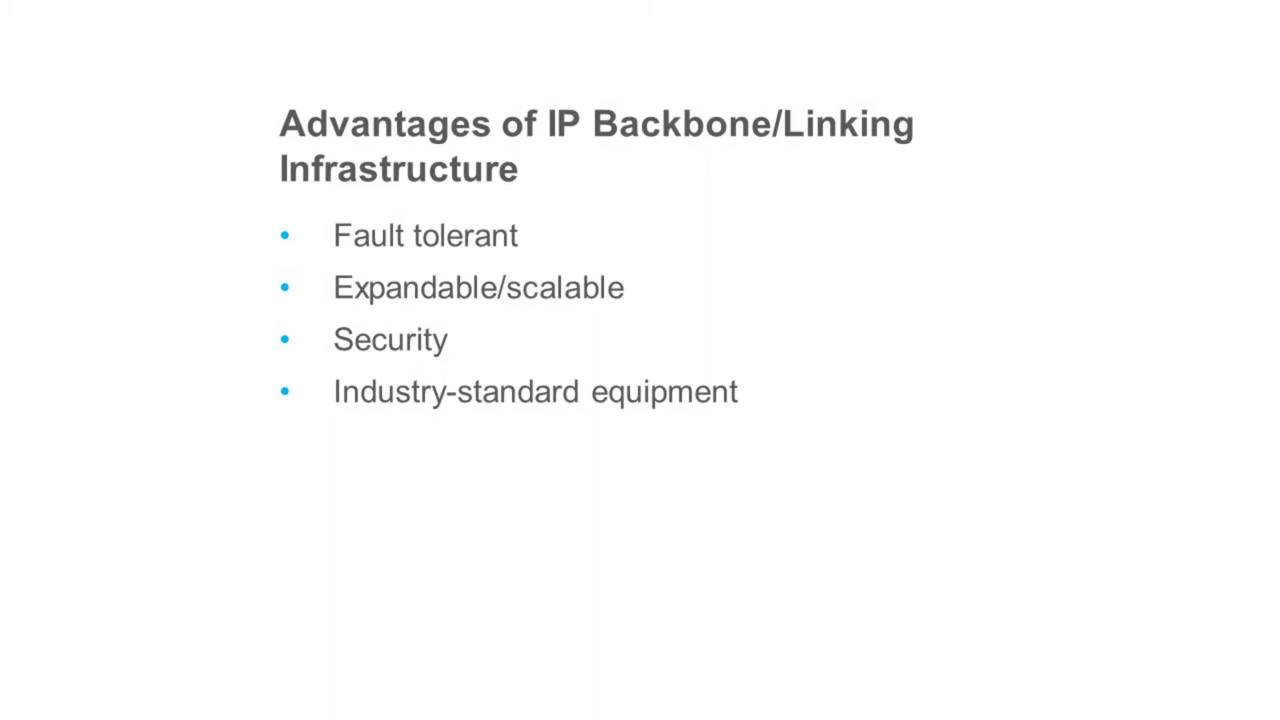 Advantages of IP Backbone/Linking
Infrastructure
• Fault tolerant
• Expandable/scalable
• Security
• Industry-standard equipment